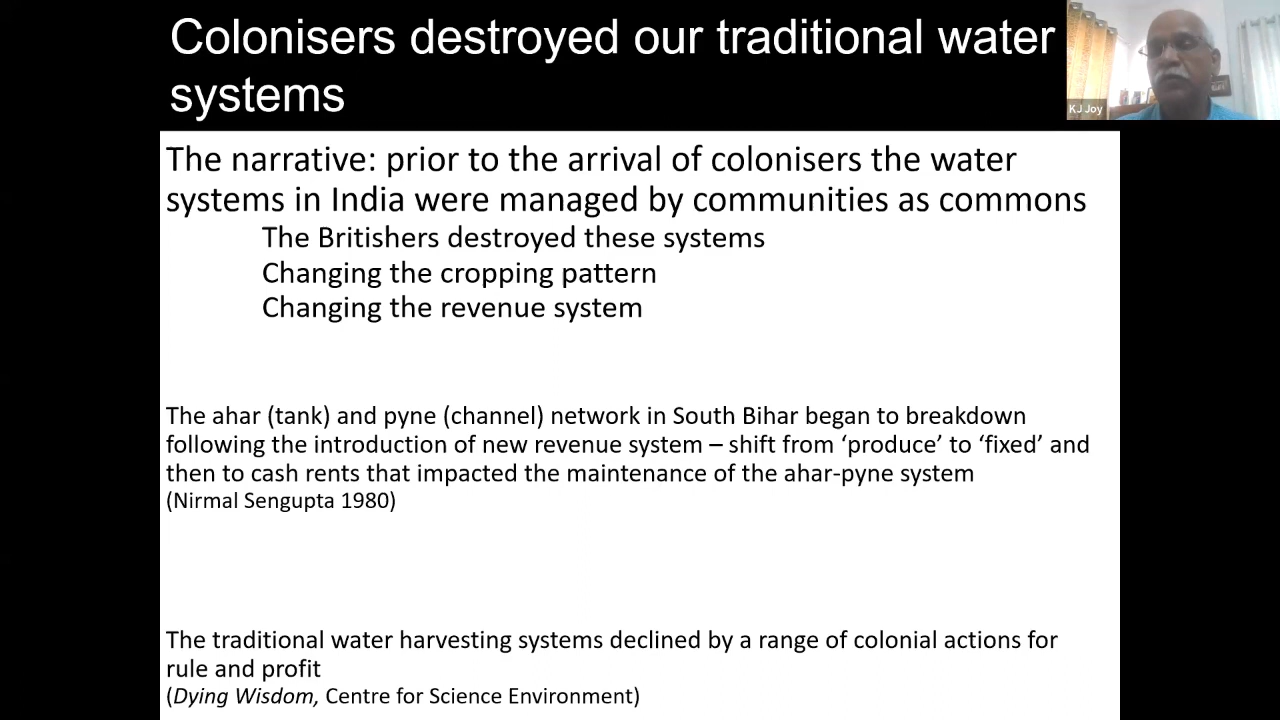 Colonisers destroyed our traditional water
systems
KJ Joy
The narrative: prior to the arrival of colonisers the water
systems in India were managed by communities as commons
The Britishers destroyed these systems
Changing the cropping pattern
Changing the revenue system
The ahar (tank) and pyne (channel) network in South Bihar began to breakdown
following the introduction of new revenue system – shift from ‘produce’ to ‘fixed’ and
then to cash rents that impacted the maintenance of the ahar-pyne system
(Nirmal Sengupta 1980)
The traditional water harvesting systems declined by a range of colonial actions for
rule and profit
(Dying Wisdom, Centre for Science Environment)